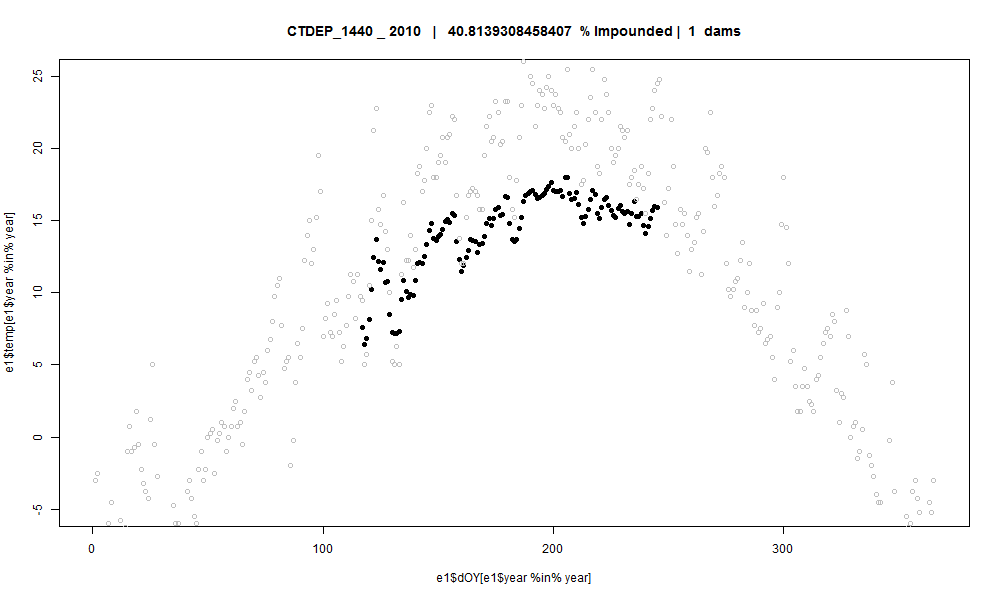 CTDEP_1440 _ 2010 | 40.8139308458407 % Impounded | 1 dams
25
20
15
10
5
0
-5
e1$temp[e1$year %in% year]
0 100 200 300
e1$dOY[e1$year %in% year]